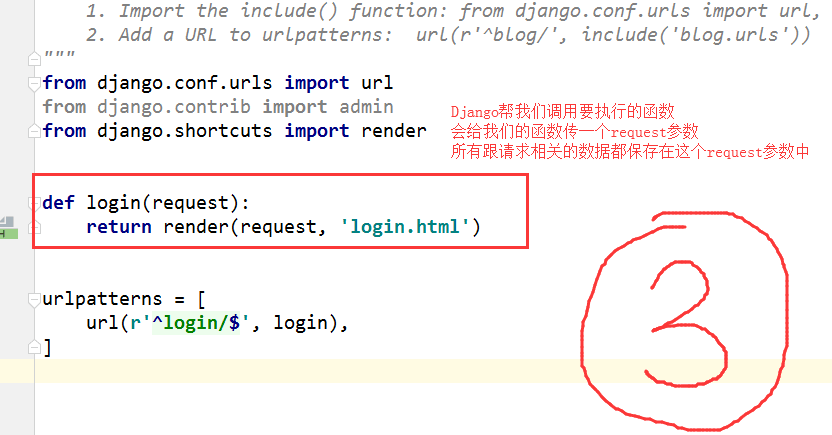 1. Import the include() function: from django.conf.urls import url,
2. Add a URL to urlpatterns:  url(r'^blog/', include('blog.urls'))
"""
from django.conf.urls import url
from django.contrib import admin
from django.shortcuts import render
Django帮我们调用要执行的函数
会给我们的函数传一个request参数
所有跟请求相关的数据都保存在这个request参数中
def login(request):
    return render(request, 'login.html')
3
urlpatterns = [
    url(r'^login/$', login),
]